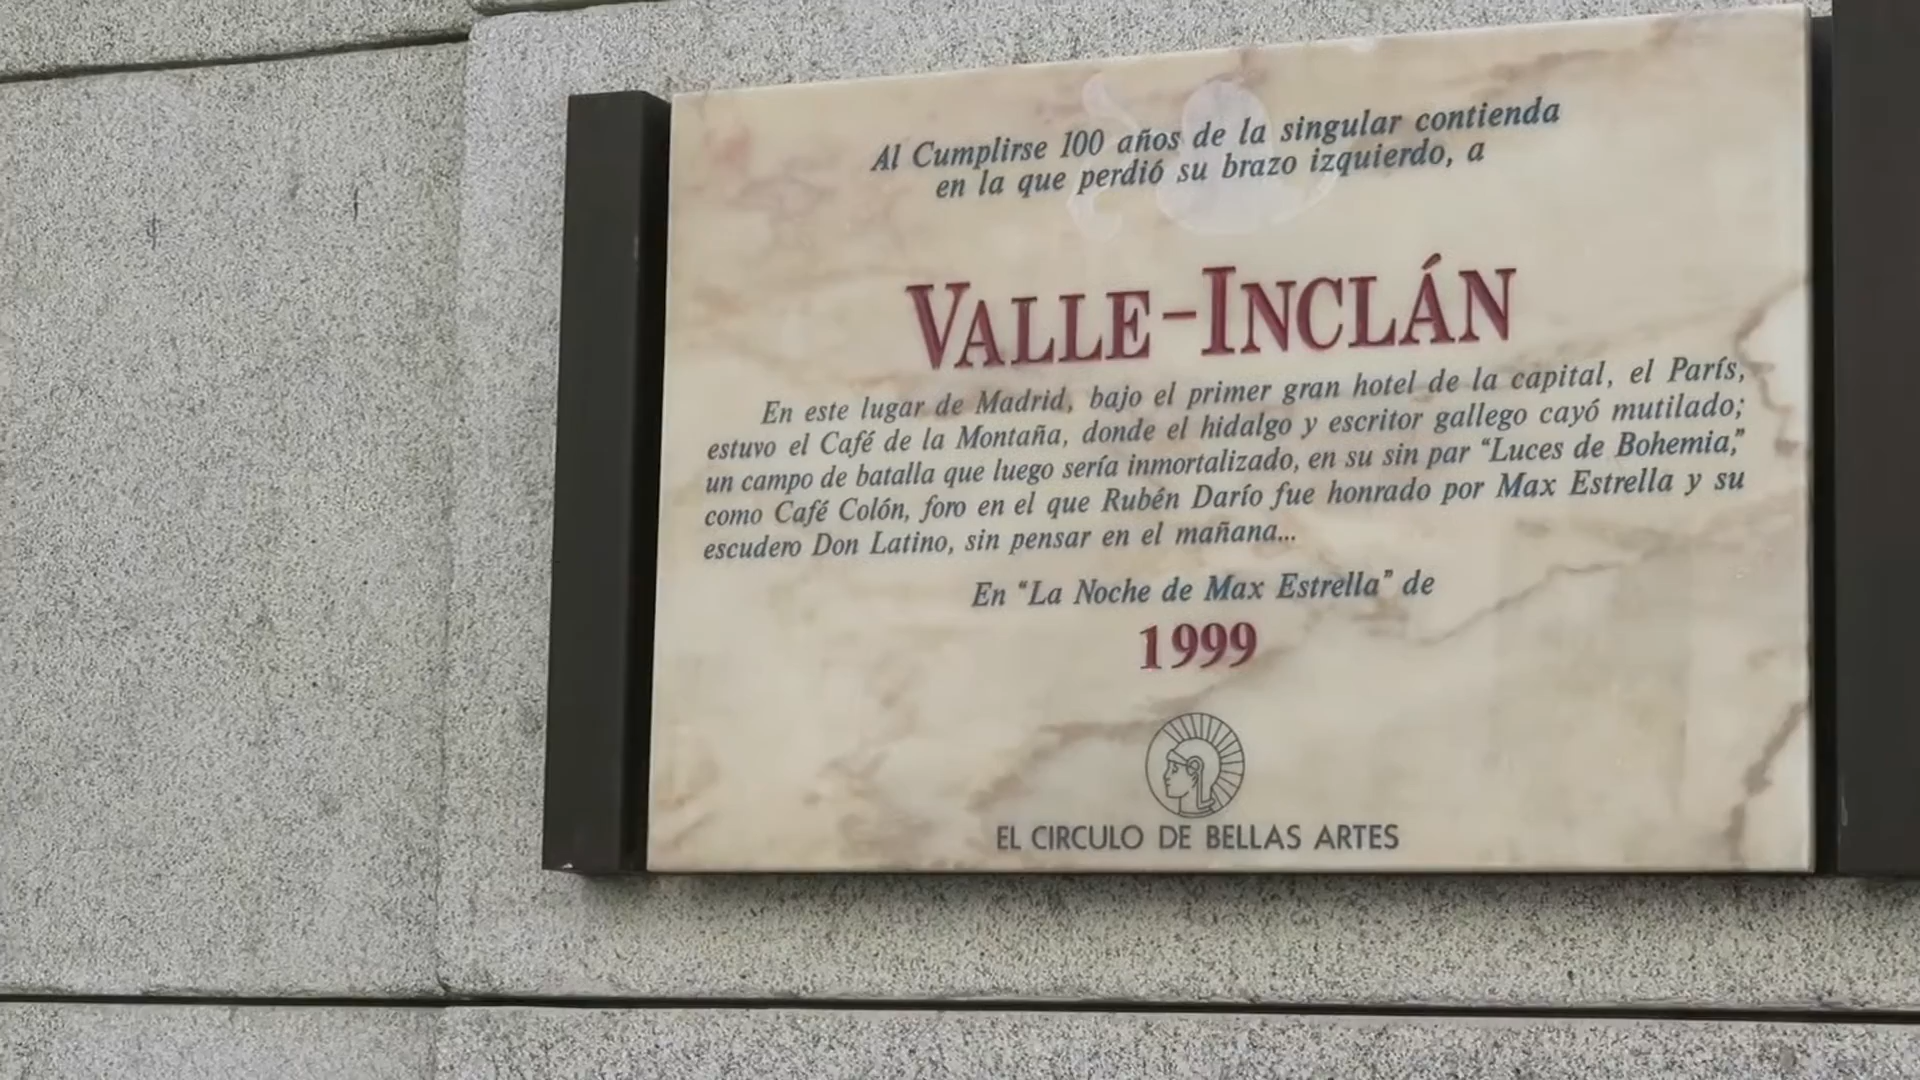 Al Cumplirse 100 años de la singular contienda
en la que perdió su brazo izquierdo, a
VALLE-INCLÁN
En este lugar de Madrid, bajo el primer gran hotel de la capital, el París,
estuvo el Café de la Montaña, donde el hidalgo y escritor gallego cayó mutilado;
un campo de batalla que luego sería inmortalizado, en su sin par “Luces de Bohemia,”
como Café Colón, foro en el que Rubén Darío fue honrado por Max Estrella y su
escudero Don Latino, sin pensar en el mañana...
En “La Noche de Max Estrella” de
1999
EL CIRCULO DE BELLAS ARTES